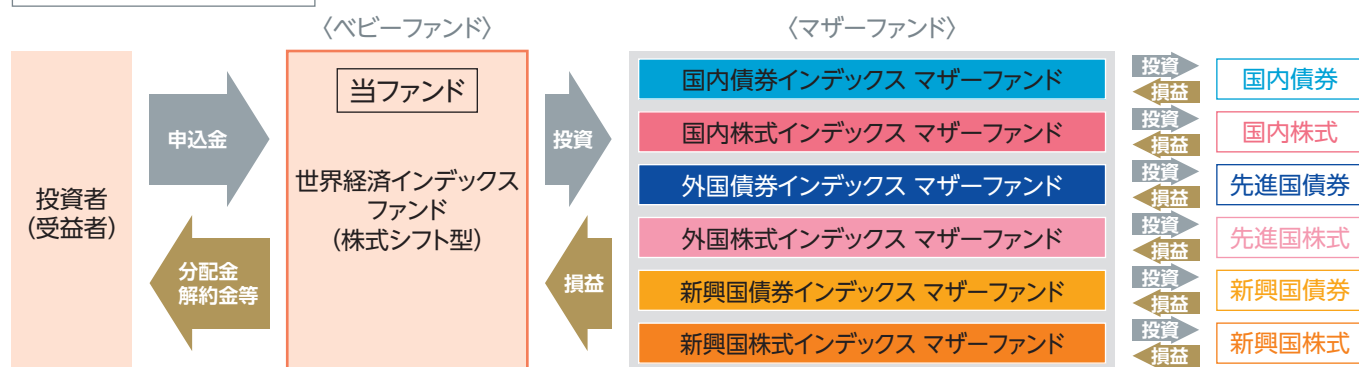 〈ベビーファンド〉
〈マザーファンド〉
投資者
(受益者)
申込金
分配金
解約金等
当ファンド
世界経済インデックス
ファンド
(株式シフト型)
投資
損益
国内債券インデックス マザーファンド
投資
損益
国内債券
国内株式インデックス マザーファンド
投資
損益
国内株式
外国債券インデックス マザーファンド
投資
損益
先進国債券
外国株式インデックス マザーファンド
投資
損益
先進国株式
新興国債券インデックス マザーファンド
投資
損益
新興国債券
新興国株式インデックス マザーファンド
投資
損益
新興国株式